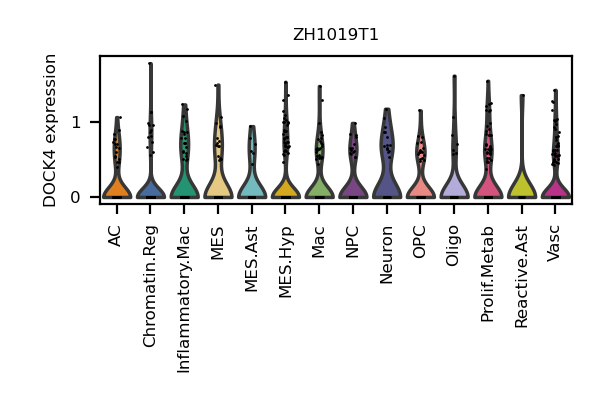 ZH1019T1
DOCK4 expression
1
0
AC
Chromatin.Reg
Inflammatory.Mac
MES
MES.Ast
MES.Hyp
Mac
NPC
Neuron
OPC
Oligo
Prolif.Metab
Reactive.Ast
Vasc